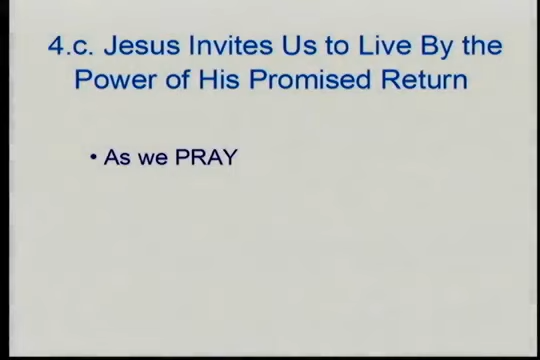 4.c. Jesus Invites Us to Live By the
Power of His Promised Return
• As we PRAY